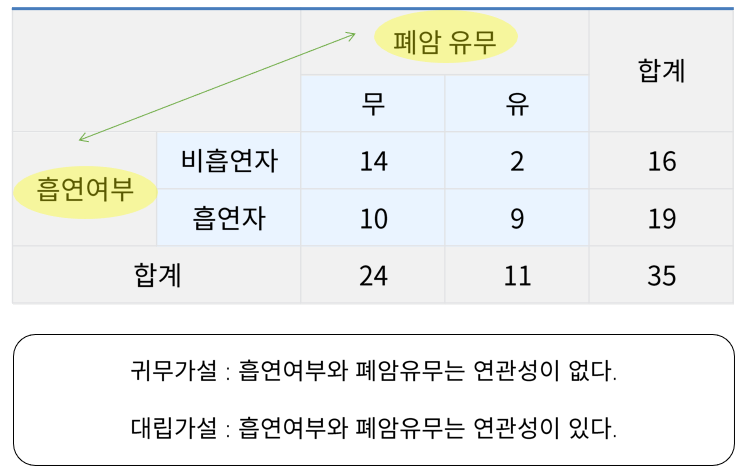 폐암 유무
합계
무 유
비흡연자 14 2 16
흡연여부
흡연자 10 9 19
합계 24 11 35
귀무가설 : 흡연여부와 폐암유무는 연관성이 없다.
대립가설 : 흡연여부와 폐암유무는 연관성이 있다.